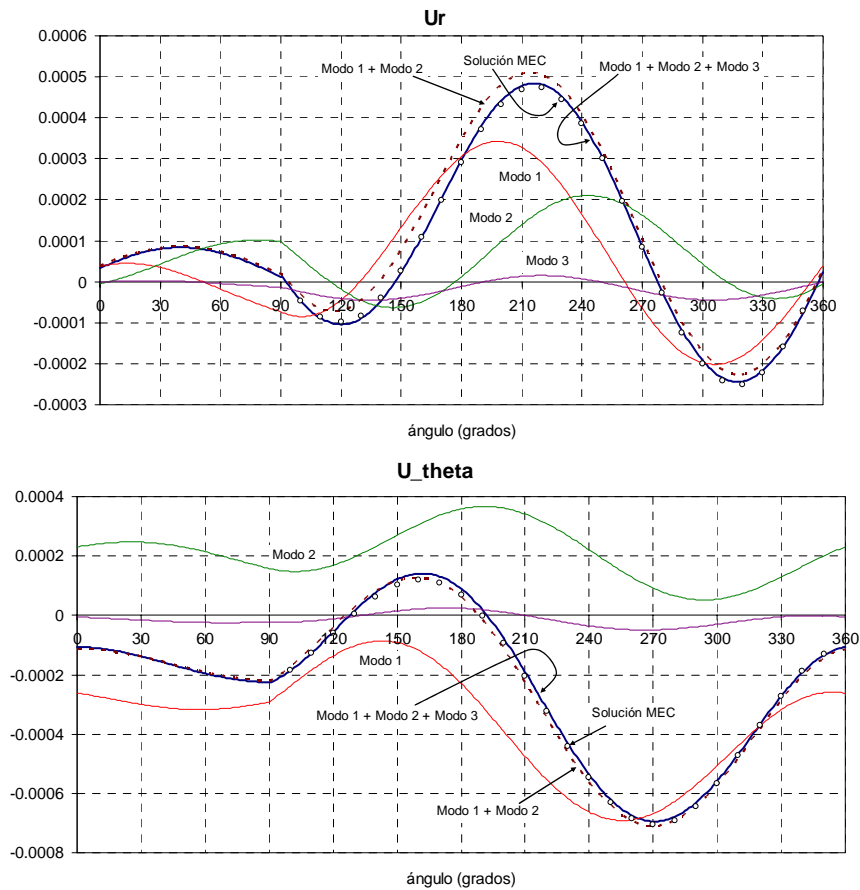 Ur
0.0006
0.0005
0.0004
0.0003
0.0002
0.0001
0
-0.0001
-0.0002
-0.0003
0 30 60 90 120 150 180 210 240 270 300 330 360
Modo 1 + Modo 2
Solución MEC
Modo 1 + Modo 2 + Modo 3
Modo 1
Modo 2
Modo 3
ángulo (grados)
U_theta
0.0004
0.0002
0
-0.0002
-0.0004
-0.0006
-0.0008
0 30 60 90 120 150 180 210 240 270 300 330 360
Modo 2
Modo 1
Modo 1 + Modo 2 + Modo 3
Solución MEC
Modo 1 + Modo 2
ángulo (grados)